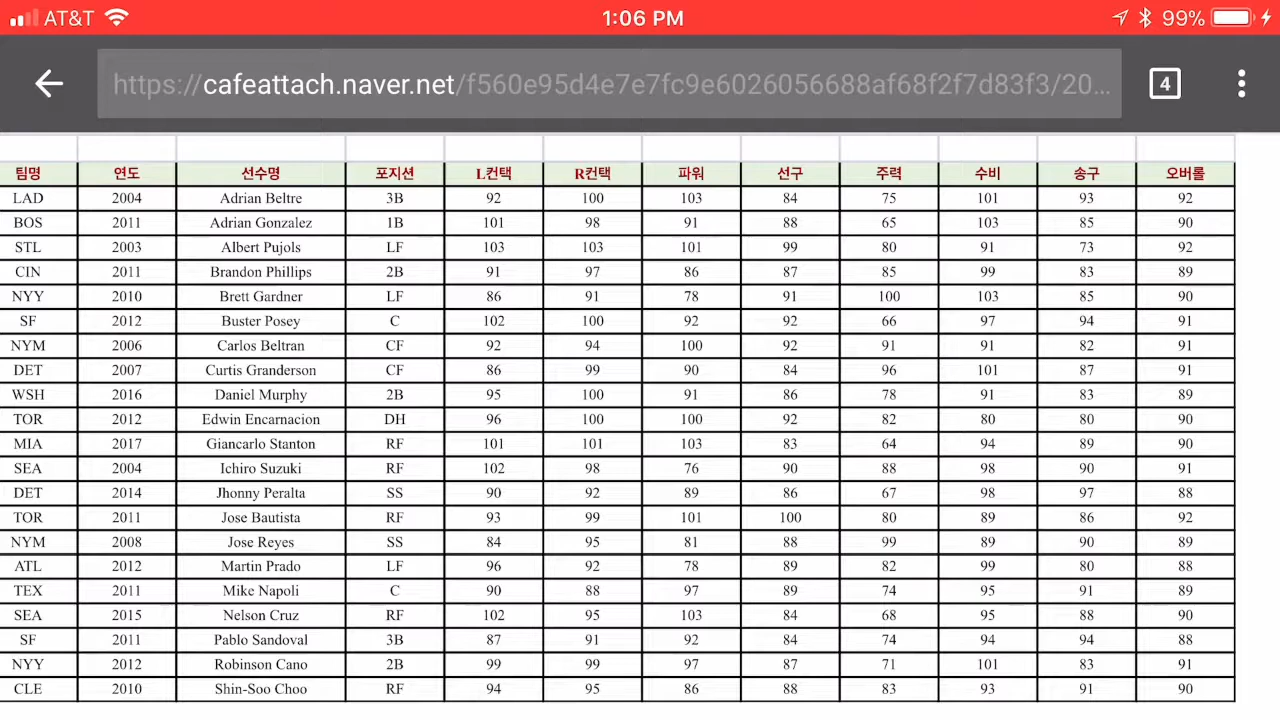 AT&T 1:06 PM 99%
https://cafeattach.naver.net/f560e95d4e7e7fc9e6026056688af68f2f7d83f3/20... 4
팀명 연도 선수명 포지션 L컨택 R컨택 파워 선구 주력 수비 송구 오버롤
LAD 2004 Adrian Beltre 3B 92 100 103 84 75 101 93 92
BOS 2011 Adrian Gonzalez 1B 101 98 91 88 65 103 85 90
STL 2003 Albert Pujols LF 103 103 101 99 80 91 73 92
CIN 2011 Brandon Phillips 2B 91 97 86 87 85 99 83 89
NYY 2010 Brett Gardner LF 86 91 78 91 100 103 85 90
SF 2012 Buster Posey C 102 100 92 92 66 97 94 91
NYM 2006 Carlos Beltran CF 92 94 100 92 91 91 82 91
DET 2007 Curtis Granderson CF 86 99 90 84 96 101 87 91
WSH 2016 Daniel Murphy 2B 95 100 91 86 78 91 83 89
TOR 2012 Edwin Encarnacion DH 96 100 100 92 82 80 80 90
MIA 2017 Giancarlo Stanton RF 101 101 103 83 64 94 89 90
SEA 2004 Ichiro Suzuki RF 102 98 76 90 88 98 90 91
DET 2014 Jhonny Peralta SS 90 92 89 86 67 98 97 88
TOR 2011 Jose Bautista RF 93 99 101 100 80 89 86 92
NYM 2008 Jose Reyes SS 84 95 81 88 99 89 90 89
ATL 2012 Martin Prado LF 96 92 78 89 82 99 80 88
TEX 2011 Mike Napoli C 90 88 97 89 74 95 91 89
SEA 2015 Nelson Cruz RF 102 95 103 84 68 95 88 90
SF 2011 Pablo Sandoval 3B 87 91 92 84 74 94 94 88
NYY 2012 Robinson Cano 2B 99 99 97 87 71 101 83 91
CLE 2010 Shin-Soo Choo RF 94 95 86 88 83 93 91 90